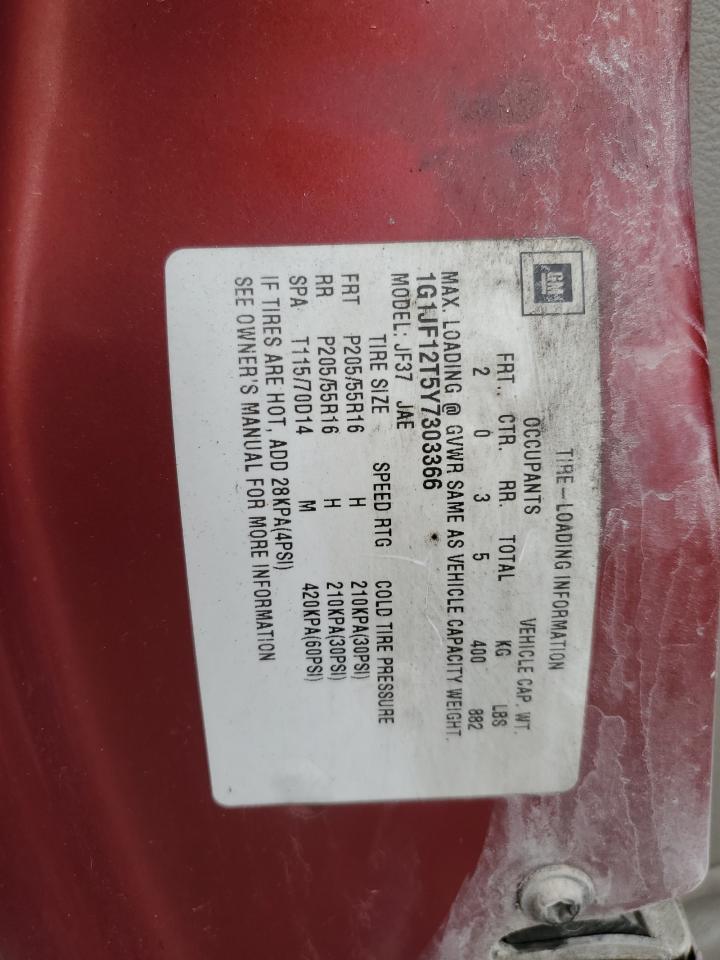 GM
TIRE-LOADING INFORMATION
OCCUPANTS VEHICLE CAP. WT.
FRT. CTR. RR. TOTAL KG LBS
2 0 3 5 400 882
MAX. LOADING @ GVWR SAME AS VEHICLE CAPACITY WEIGHT.
1G1JF12T5Y7303366
MODEL: JF37 JAE
TIRE SIZE SPEED RTG COLD TIRE PRESSURE
FRT P205/55R16 H 210KPA(30PSI)
RR P205/55R16 H 210KPA(30PSI)
SPA T115/70D14 M 420KPA(60PSI)
IF TIRES ARE HOT, ADD 28KPA(4PSI)
SEE OWNER'S MANUAL FOR MORE INFORMATION